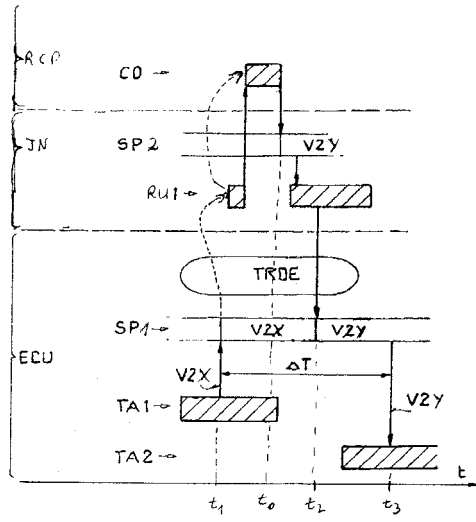 RCP
CO
JN
SP2
V2Y
RU1
TRDE
SP1
V2X V2Y
ECU
ΔT
V2X
V2Y
TA1
TA2
t
t₁ t₀ t₂ t₃